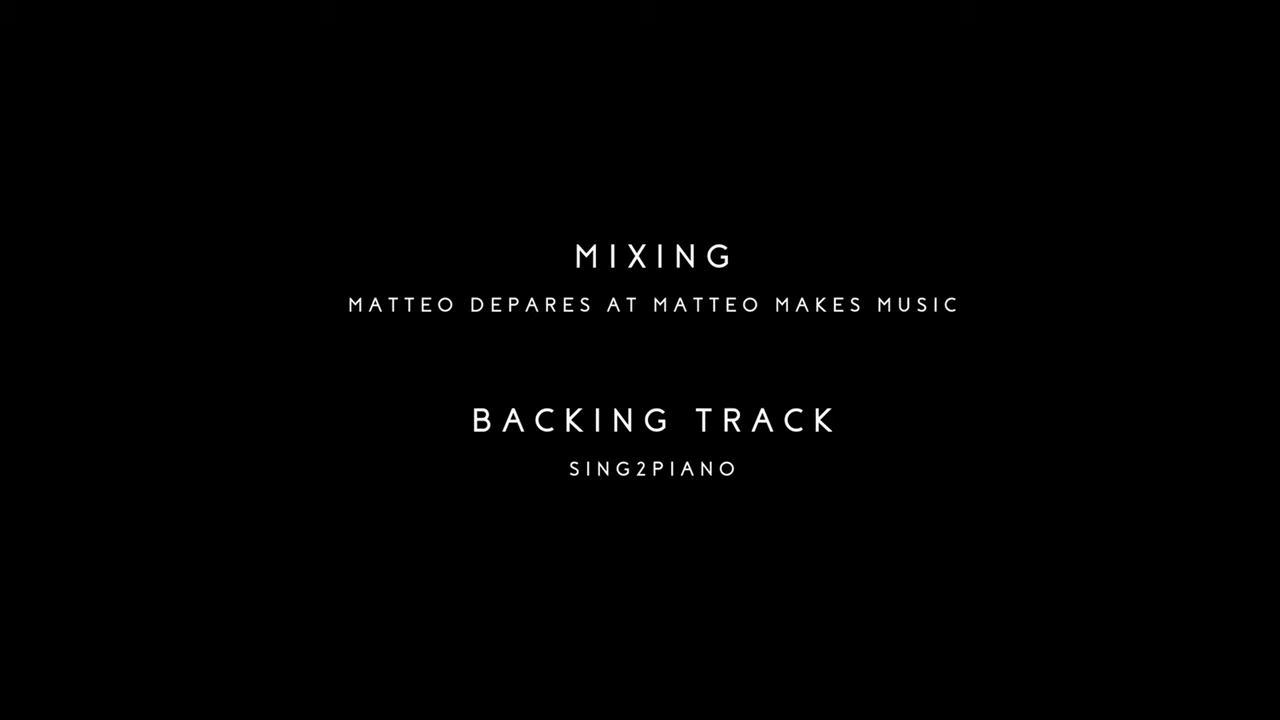 MIXING
MATTEO DEPARES AT MATTEO MAKES MUSIC
BACKING TRACK
SING2PIANO